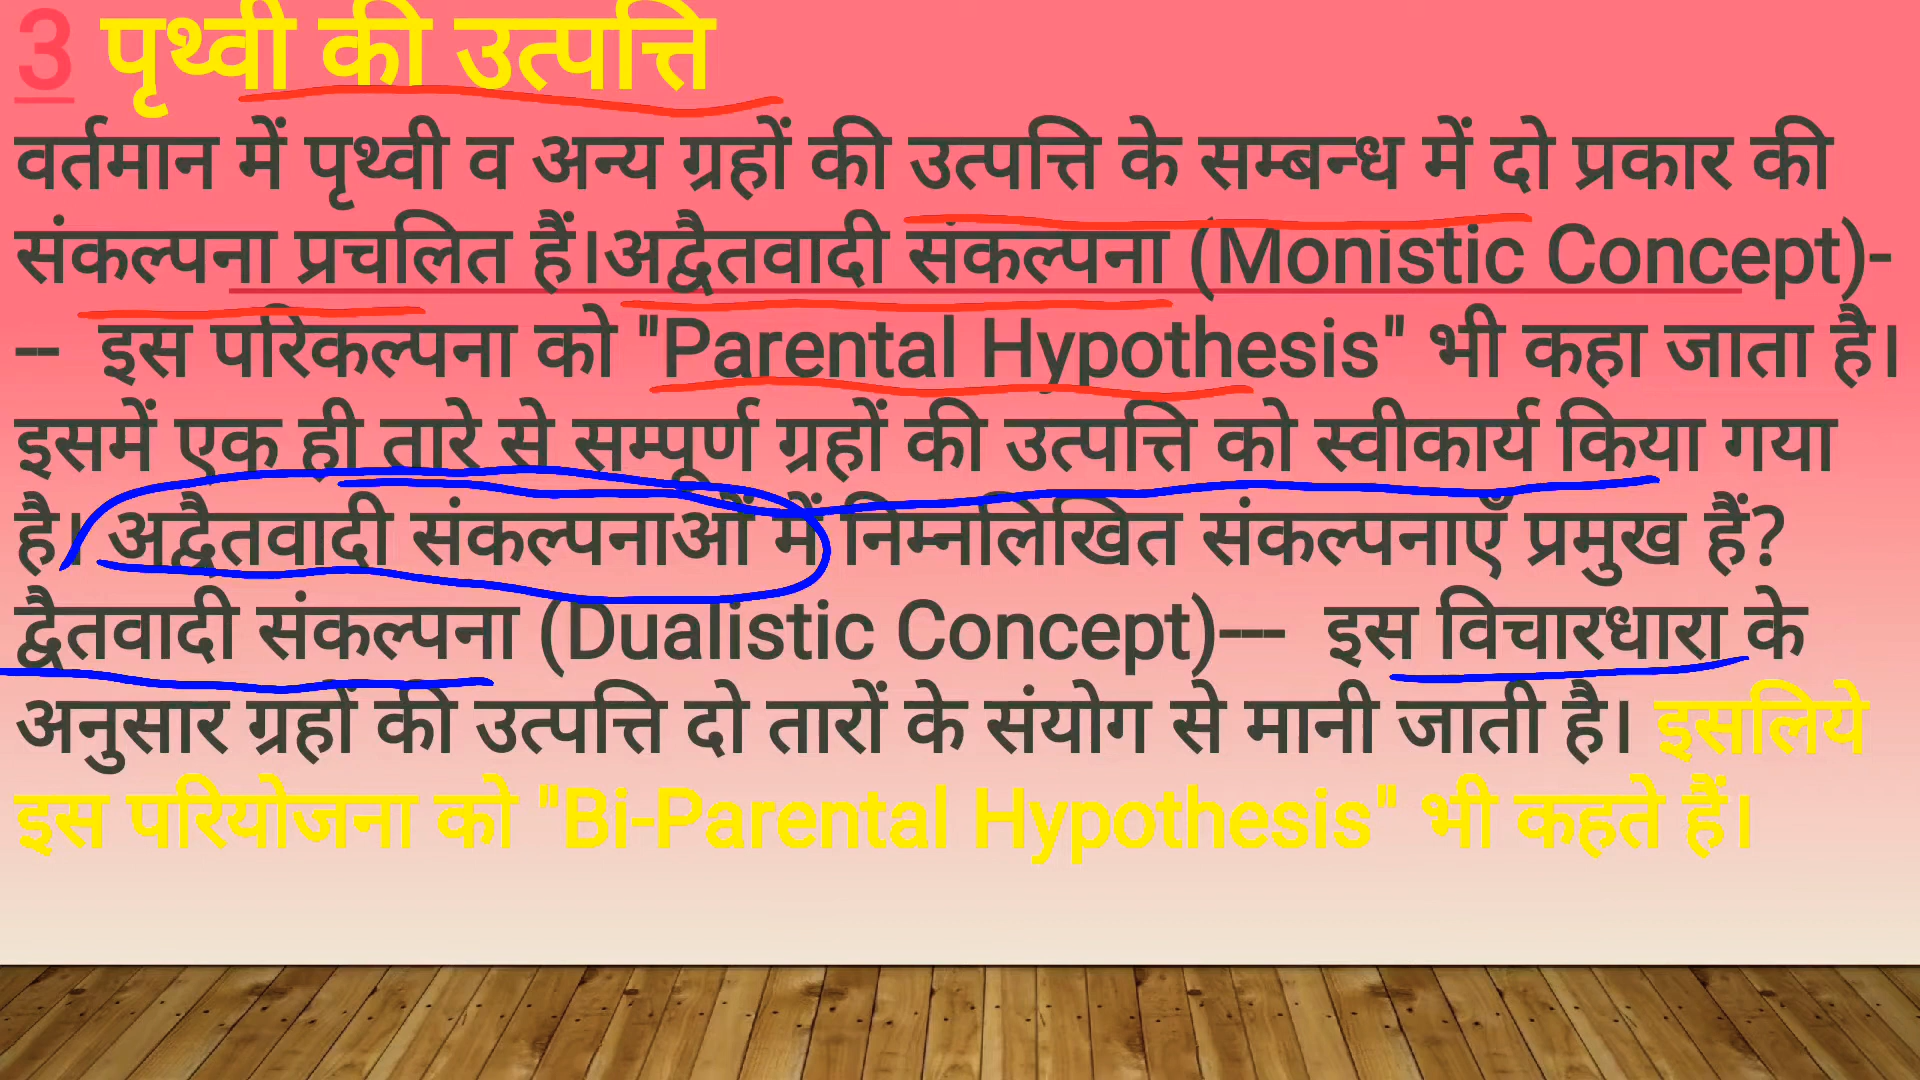 3 पृथ्वी की उत्पत्ति
वर्तमान में पृथ्वी व अन्य ग्रहों की उत्पत्ति के सम्बन्ध में दो प्रकार की
संकल्पना प्रचलित हैं।अद्वैतवादी संकल्पना (Monistic Concept)-
-- इस परिकल्पना को "Parental Hypothesis" भी कहा जाता है।
इसमें एक ही तारे से सम्पूर्ण ग्रहों की उत्पत्ति को स्वीकार्य किया गया
है। अद्वैतवादी संकल्पनाओं में निम्नलिखित संकल्पनाएँ प्रमुख हैं?
द्वैतवादी संकल्पना (Dualistic Concept)--- इस विचारधारा के
अनुसार ग्रहों की उत्पत्ति दो तारों के संयोग से मानी जाती है। इसलिये
इस परियोजना को "Bi-Parental Hypothesis" भी कहते हैं।